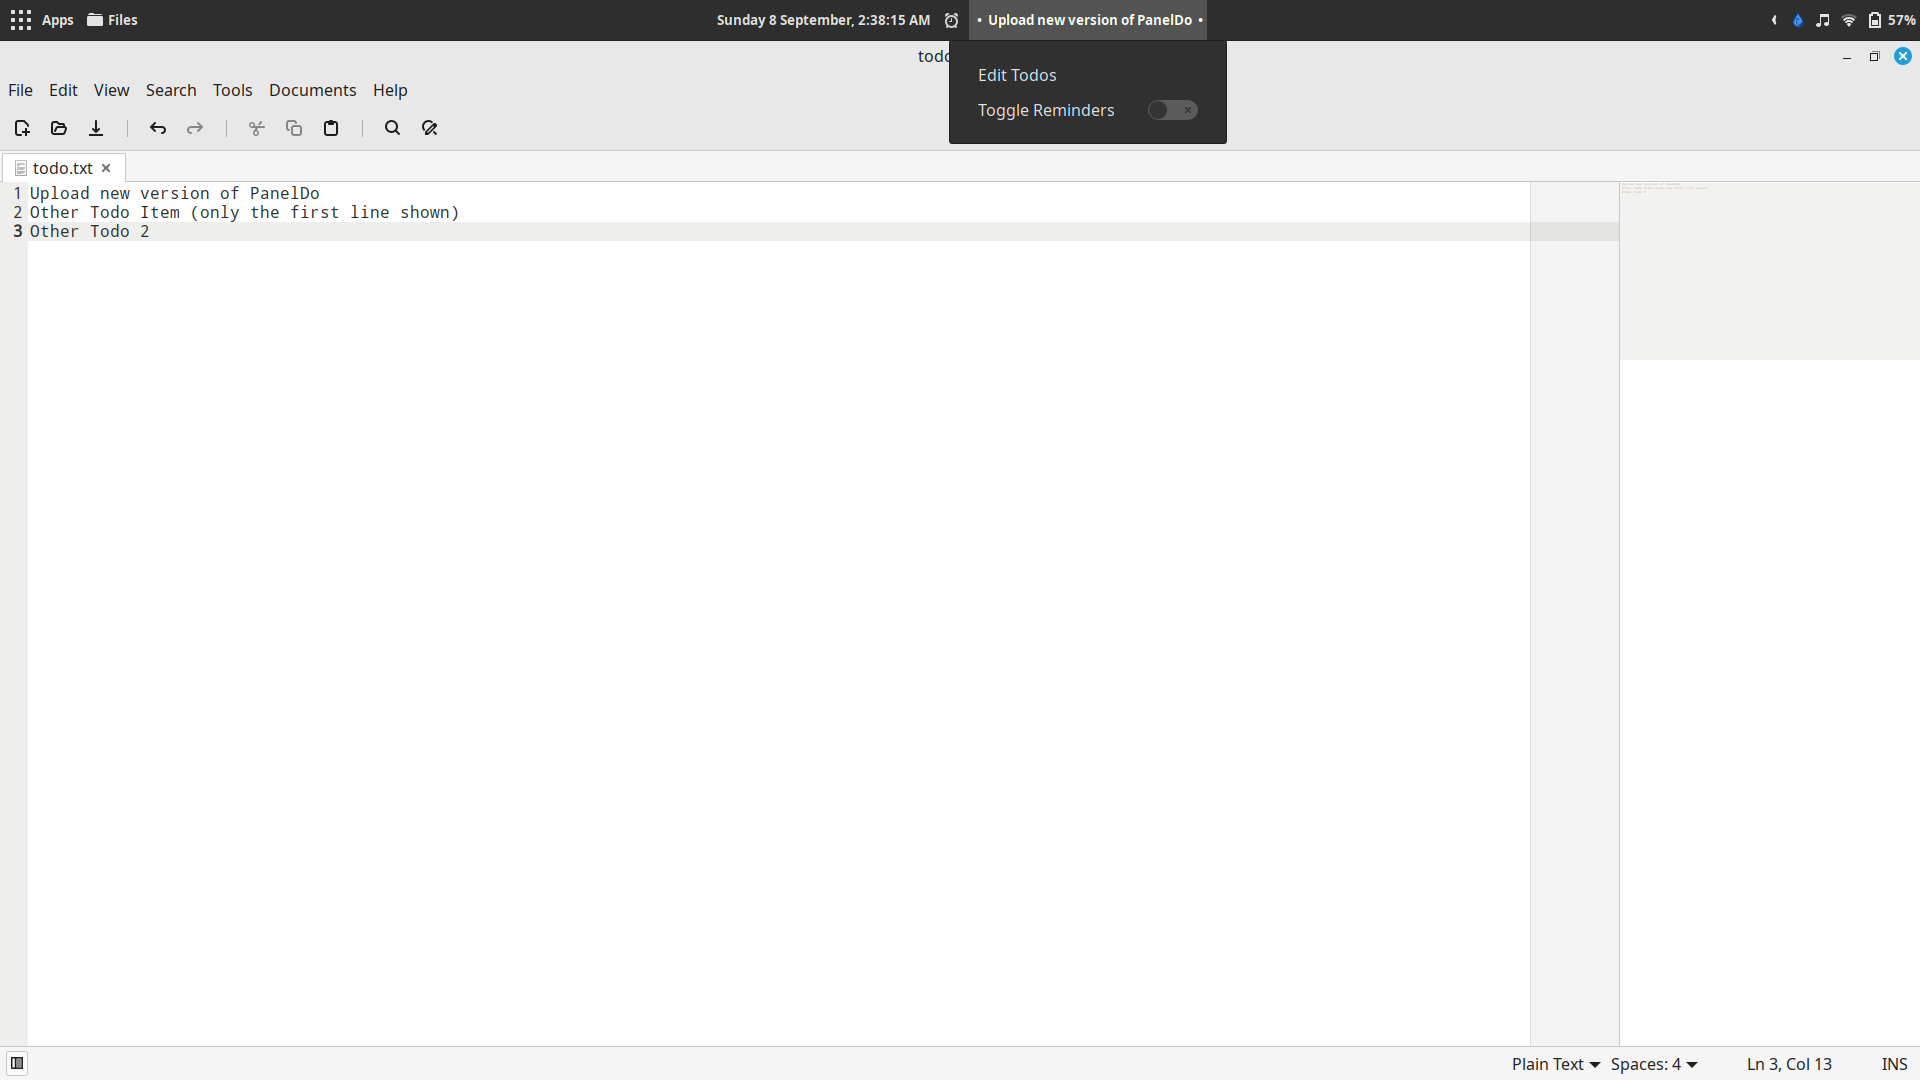 Apps Files Sunday 8 September, 2:38:15 AM • Upload new version of PanelDo • 57%
todo
Edit Todos
Toggle Reminders
File Edit View Search Tools Documents Help
todo.txt
1 Upload new version of PanelDo
2 Other Todo Item (only the first line shown)
3 Other Todo 2
Plain Text Spaces: 4 Ln 3, Col 13 INS